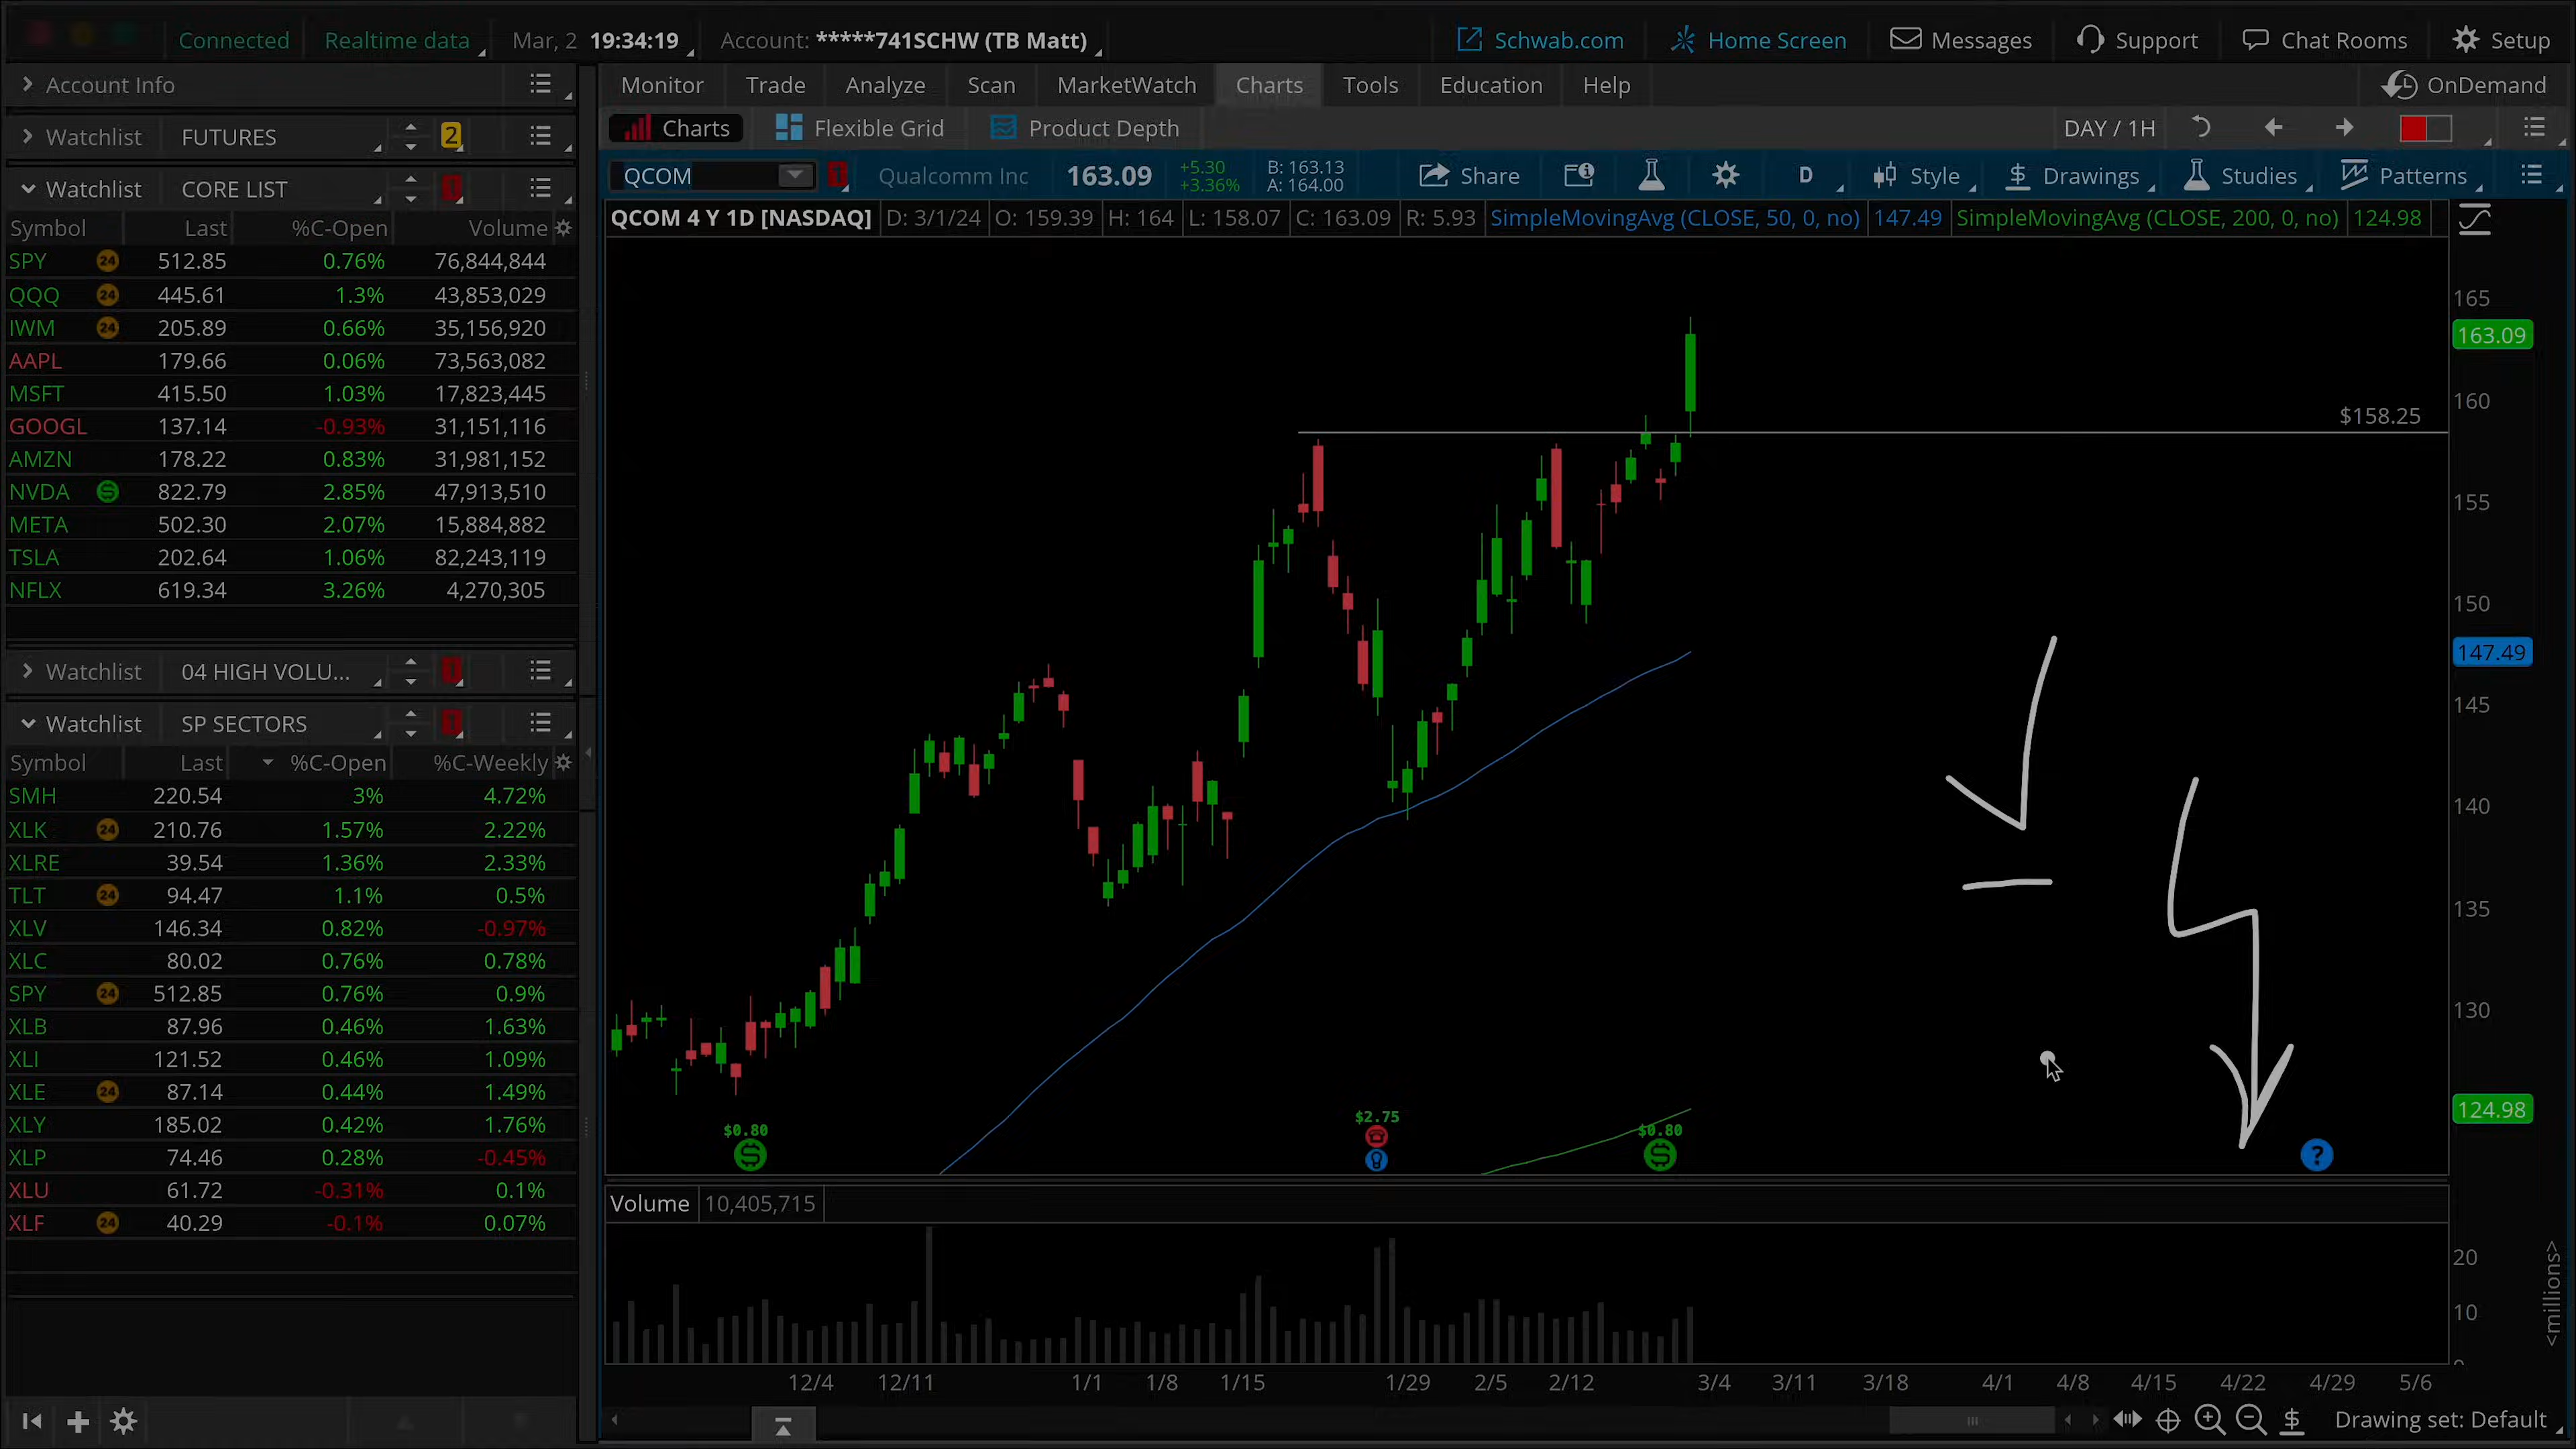 Connected Realtime data Mar, 2 19:34:19 Account: *****741SCHW (TB Matt) Schwab.com Home Screen Messages Support Chat Rooms Setup
Account Info
Monitor Trade Analyze Scan MarketWatch Charts Tools Education Help OnDemand
Watchlist FUTURES 2
Charts Flexible Grid Product Depth DAY / 1H
Watchlist CORE LIST 1
QCOM 1 Qualcomm Inc 163.09 +5.30 +3.36% B: 163.13 A: 164.00 Share D Style Drawings Studies Patterns
QCOM 4 Y 1D [NASDAQ] D: 3/1/24 O: 159.39 H: 164 L: 158.07 C: 163.09 R: 5.93 SimpleMovingAvg (CLOSE, 50, 0, no) 147.49 SimpleMovingAvg (CLOSE, 200, 0, no) 124.98
Symbol Last %C-Open Volume
SPY 24 512.85 0.76% 76,844,844
QQQ 24 445.61 1.3% 43,853,029
IWM 24 205.89 0.66% 35,156,920
AAPL 179.66 0.06% 73,563,082
MSFT 415.50 1.03% 17,823,445
GOOGL 137.14 -0.93% 31,151,116
AMZN 178.22 0.83% 31,981,152
NVDA 822.79 2.85% 47,913,510
META 502.30 2.07% 15,884,882
TSLA 202.64 1.06% 82,243,119
NFLX 619.34 3.26% 4,270,305
Watchlist 04 HIGH VOLU... 1
Watchlist SP SECTORS 1
Symbol Last %C-Open %C-Weekly
SMH 220.54 3% 4.72%
XLK 24 210.76 1.57% 2.22%
XLRE 39.54 1.36% 2.33%
TLT 24 94.47 1.1% 0.5%
XLV 146.34 0.82% -0.97%
XLC 80.02 0.76% 0.78%
SPY 24 512.85 0.76% 0.9%
XLB 87.96 0.46% 1.63%
XLI 121.52 0.46% 1.09%
XLE 24 87.14 0.44% 1.49%
XLY 185.02 0.42% 1.76%
XLP 74.46 0.28% -0.45%
XLU 61.72 -0.31% 0.1%
XLF 24 40.29 -0.1% 0.07%
165
163.09
160
$158.25
155
150
147.49
145
140
135
130
124.98
$0.80
$2.75
$0.80
?
Volume 10,405,715
20
10
0
<millions>
12/4 12/11 1/1 1/8 1/15 1/29 2/5 2/12 3/4 3/11 3/18 4/1 4/8 4/15 4/22 4/29 5/6
Drawing set: Default